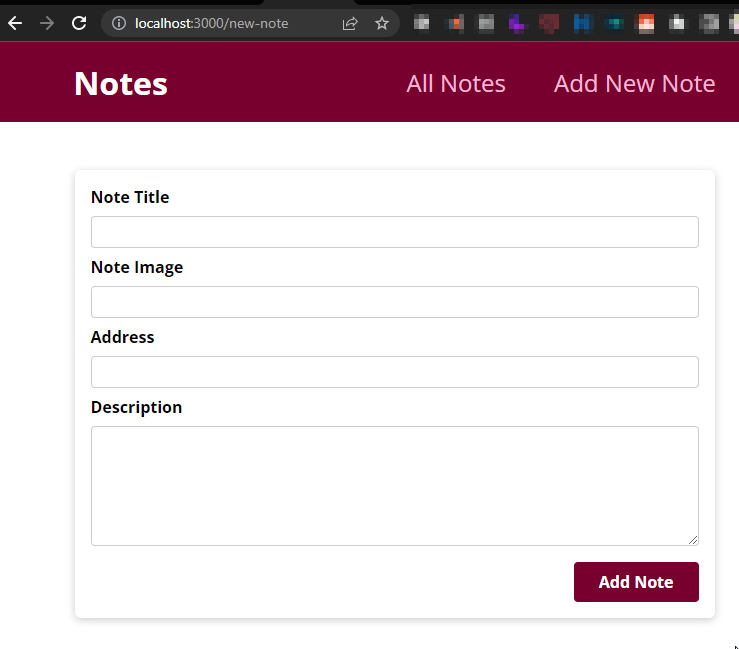 localhost:3000/new-note
Notes All Notes Add New Note
Note Title
Note Image
Address
Description
Add Note